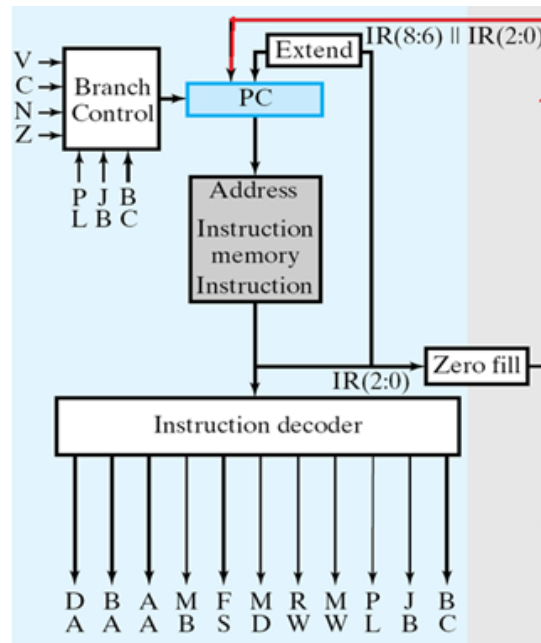 IR(8:6) || IR(2:0)
Extend
V
C
N
Z
Branch
Control
PC
P J B
L B C
Address
Instruction
memory
Instruction
IR(2:0)
Zero fill
Instruction decoder
D B A M F M R M P J B
A A A B S D W W L B C